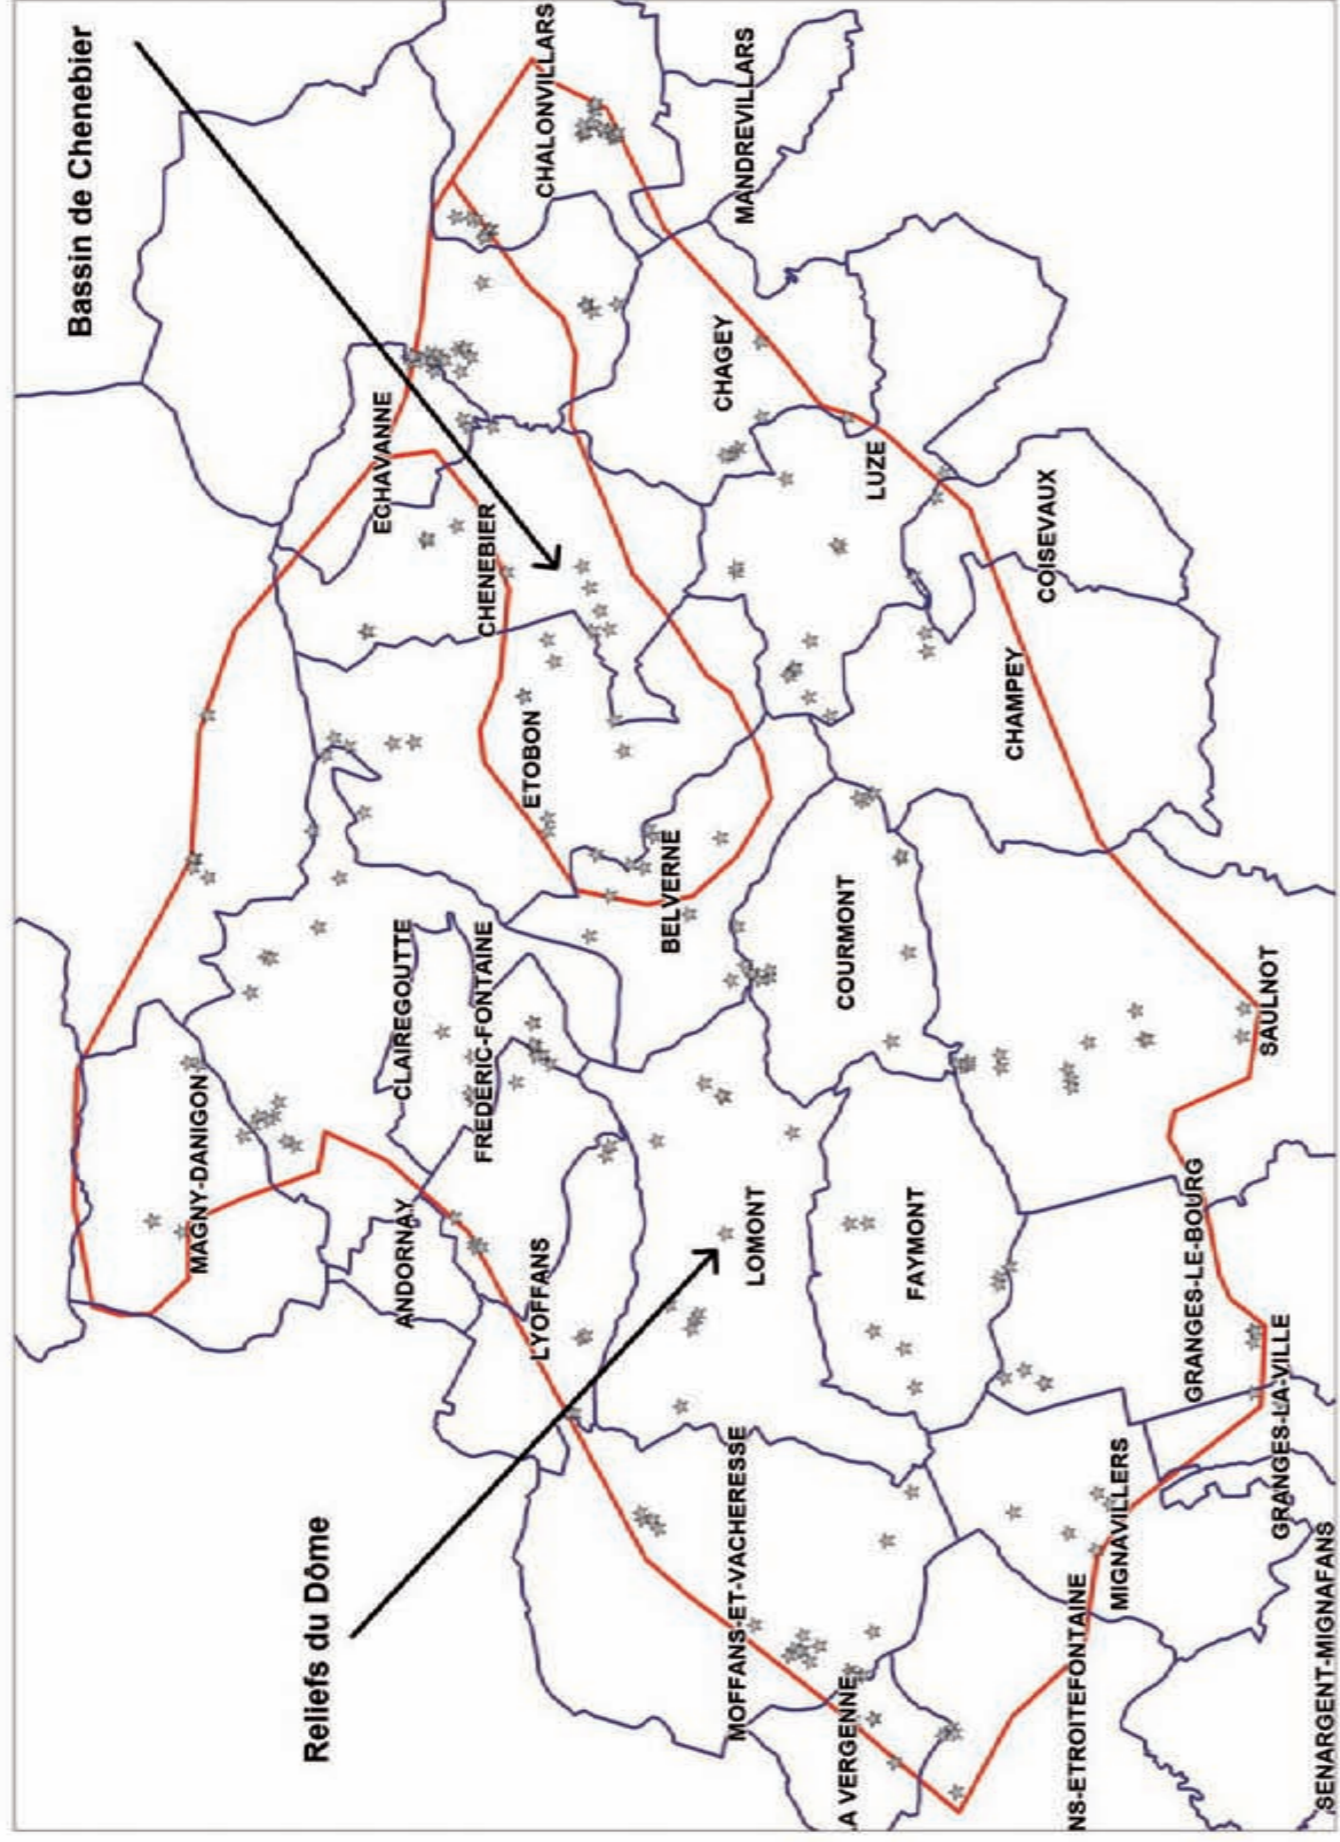 Bassin de Chenebier
MAGNY-DANIGON
Reliefs du Dôme
ECHAVANNE
ANDORNAY
CLAIREGOUTTE
FREDERIC-FONTAINE
CHENEBIER
LYOFFANS
ETOBON
CHALONVILLARS
BELVERNE
CHAGEY
MOFFANS-ET-VACHERESSE
LOMONT
MANDREVILLARS
A VERGENNE
COURMONT
LUZE
FAYMONT
CHAMPEY
COISEVAUX
NS-ETROITEFONTAINE
MIGNAVILLERS
GRANGES-LE-BOURG
SAULNOT
GRANGES-LA-VILLE
SENARGENT-MIGNAFANS